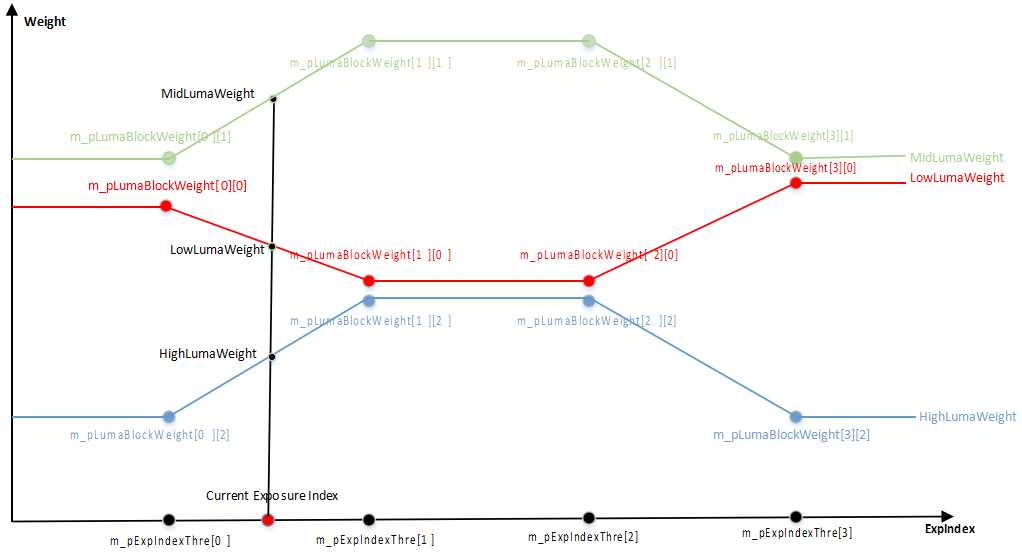 Weight
m_pLumaBlockWeight[1 ][1 ]
m_pLumaBlockWeight[2 ][1]
MidLumaWeight
m_pLumaBlockWeight[0 ][1]
m_pLumaBlockWeight[3][1]
MidLumaWeight
m_pLumaBlockWeight[3][0]
LowLumaWeight
m_pLumaBlockWeight[ 0][0]
LowLumaWeight
m_pLumaBlockWeight[1 ][0 ]
m_pLumaBlockWeight[ 2][0]
m_pLumaBlockWeight[1 ][2 ]
m_pLumaBlockWeight[2 ][2]
HighLumaWeight
HighLumaWeight
m_pLumaBlockWeight[0 ][2]
m_pLumaBlockWeight[3][2]
Current Exposure Index
ExpIndex
m_pExpIndexThre[0 ]
m_pExpIndexThre[1 ]
m_pExpIndexThre[2]
m_pExpIndexThre[3]